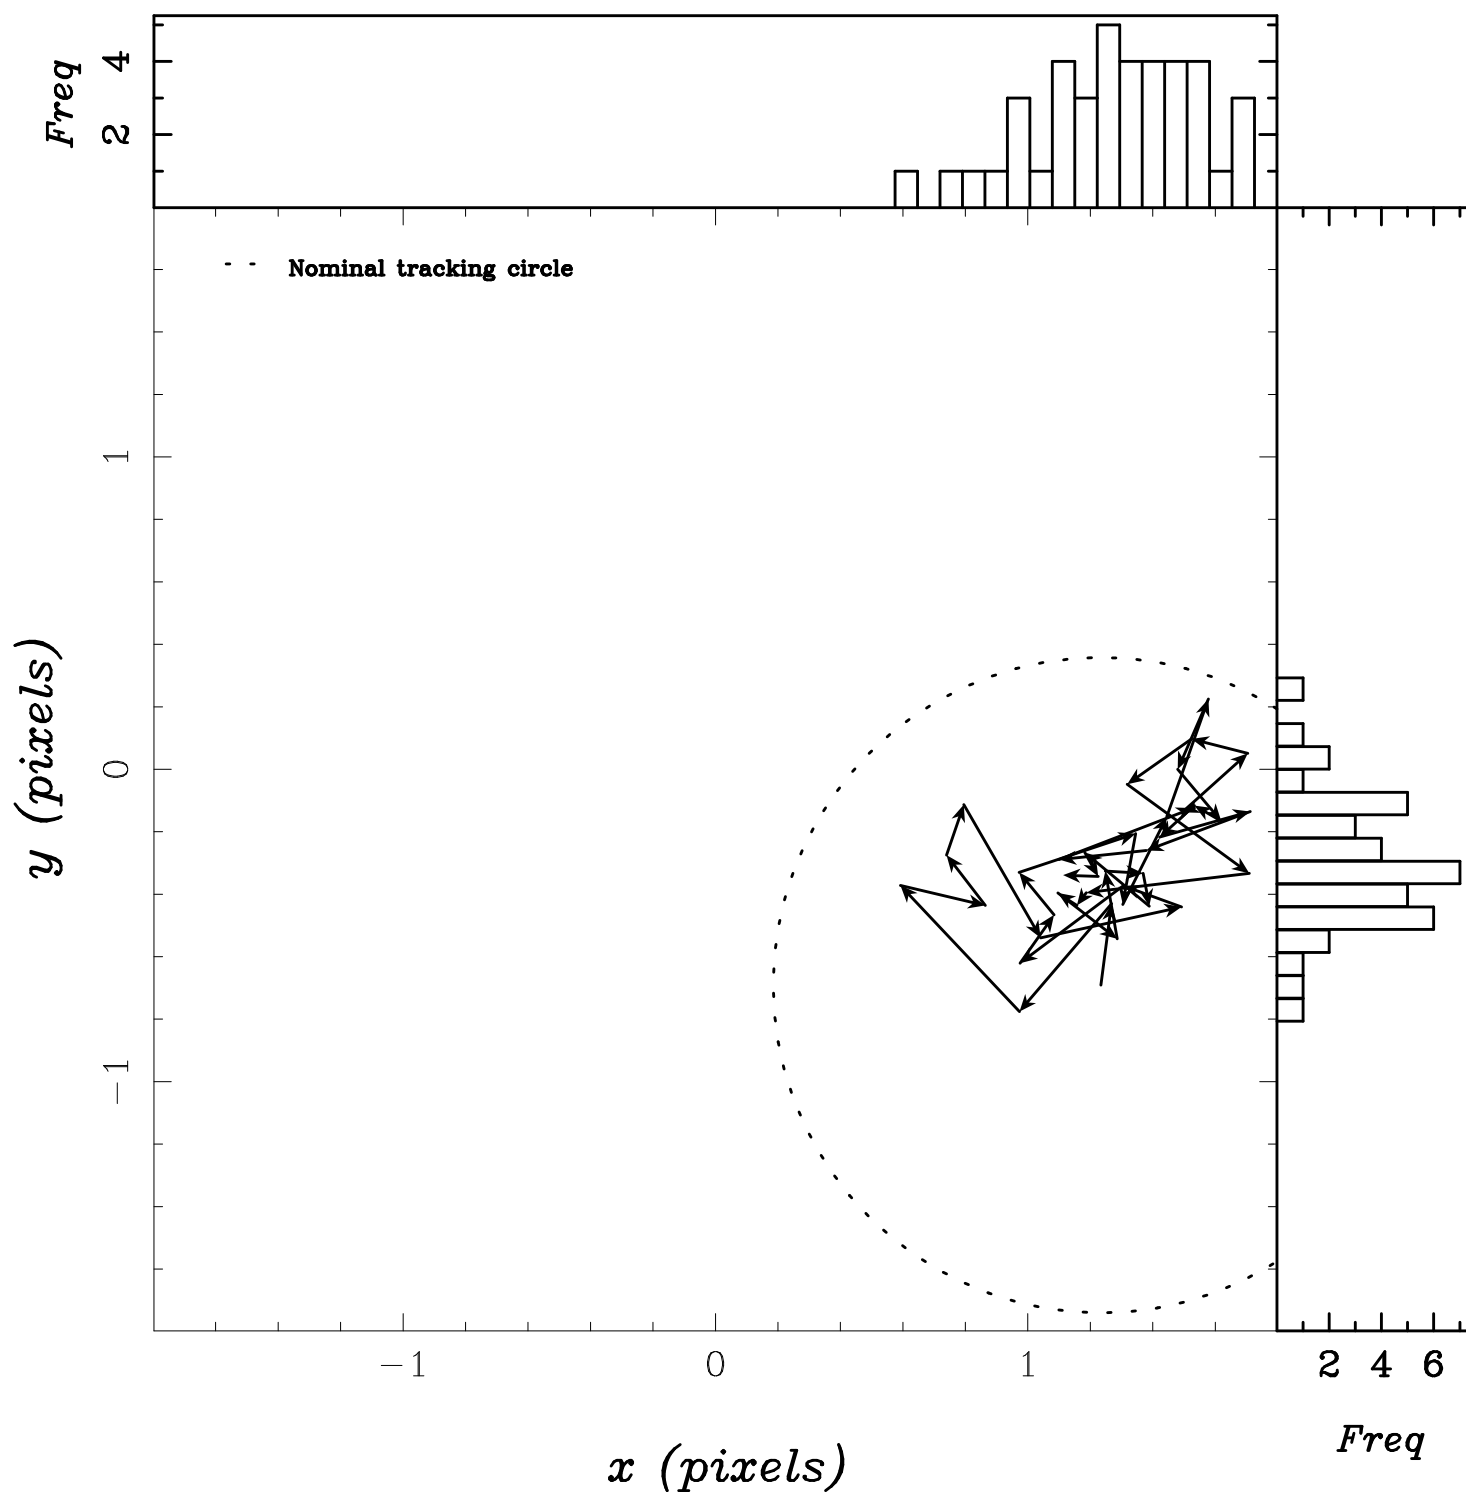 Freq
2 4
Nominal tracking circle
y (pixels)
1
0
−1
−1 0 1
x (pixels)
2 4 6
Freq